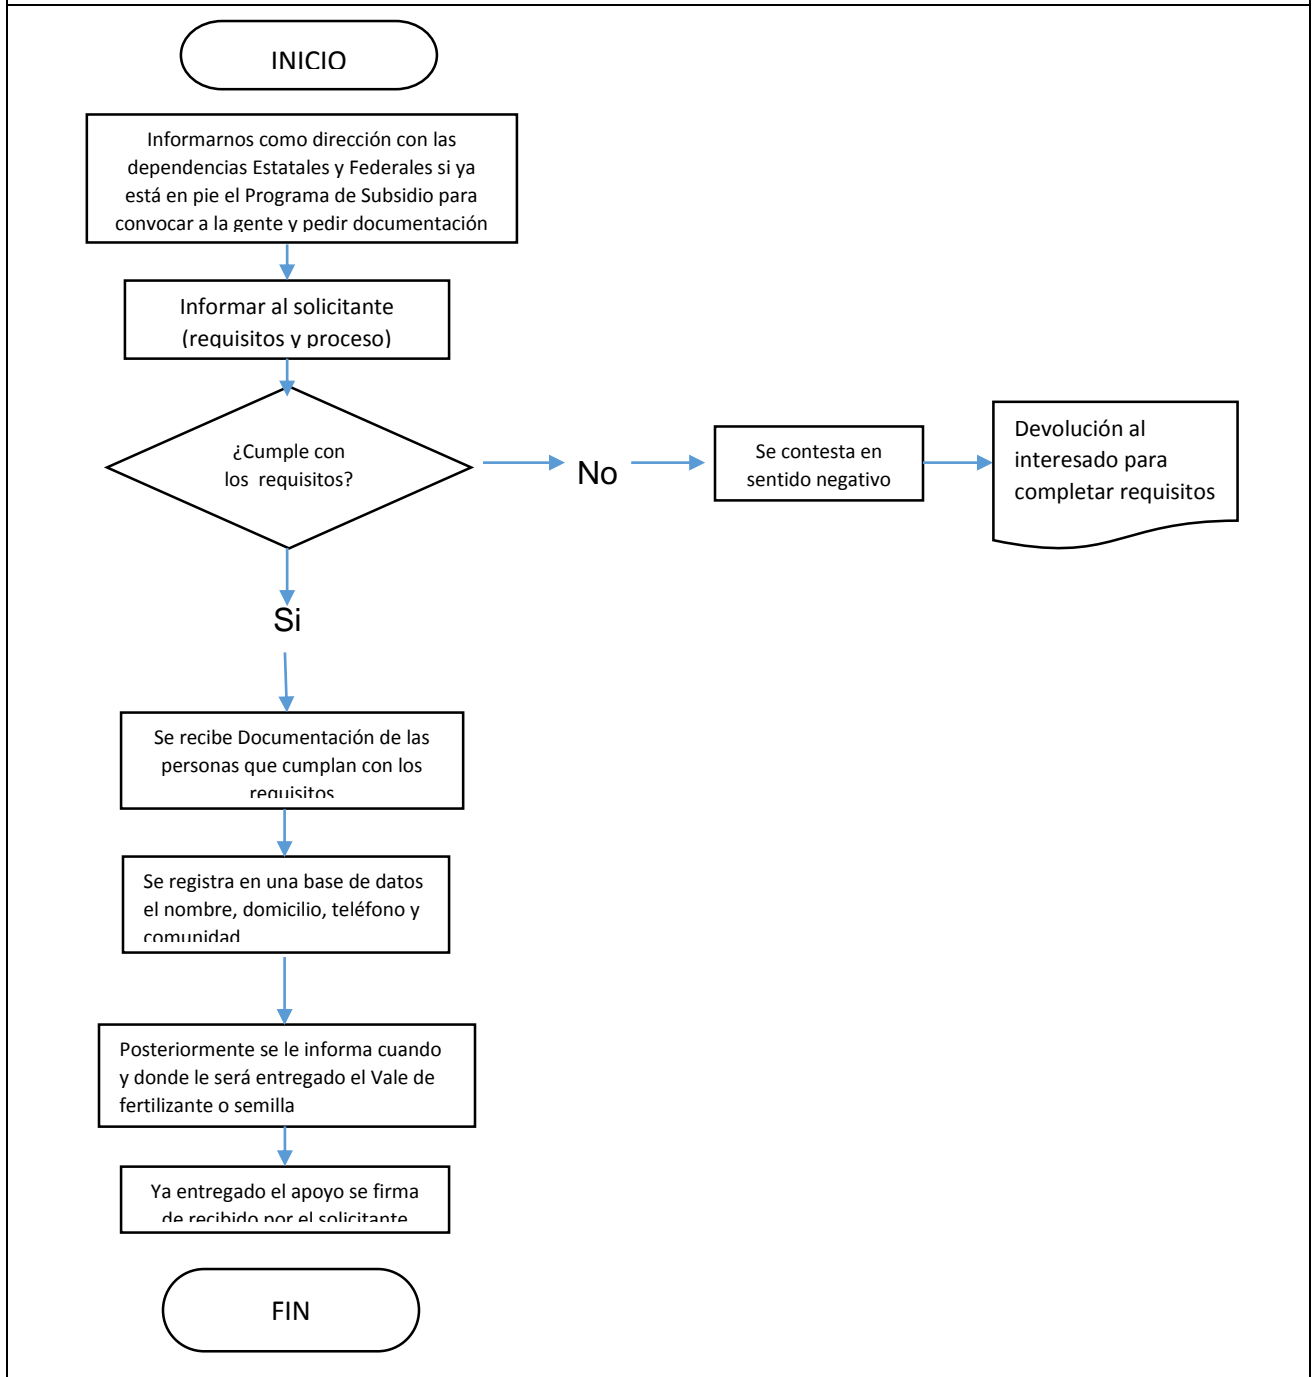 INICIO
Informarnos como dirección con las
dependencias Estatales y Federales si ya
está en pie el Programa de Subsidio para
convocar a la gente y pedir documentación
Informar al solicitante
(requisitos y proceso)
¿Cumple con
los requisitos?
No
Se contesta en
sentido negativo
Devolución al
interesado para
completar requisitos
Si
Se recibe Documentación de las
personas que cumplan con los
requisitos
Se registra en una base de datos
el nombre, domicilio, teléfono y
comunidad
Posteriormente se le informa cuando
y donde le será entregado el Vale de
fertilizante o semilla
Ya entregado el apoyo se firma
de recibido por el solicitante
FIN